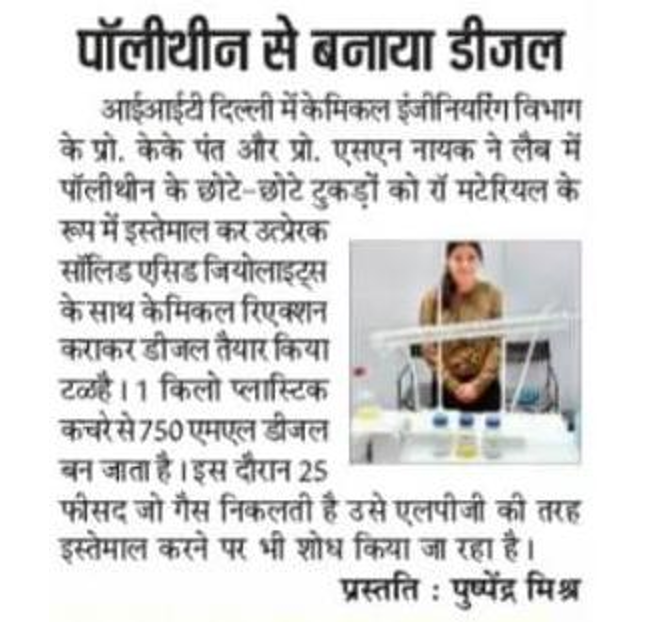 पॉलीथीन से बनाया डीजल
आईआईटी दिल्ली में केमिकल इंजीनियरिंग विभाग
के प्रो. केके पंत और प्रो. एसएन नायक ने लैब में
पॉलीथीन के छोटे-छोटे टुकड़ों को रॉ मटेरियल के
रूप में इस्तेमाल कर उत्प्रेरक
सॉलिड एसिड जियोलाइट्स
के साथ केमिकल रिएक्शन
कराकर डीजल तैयार किया
टळहै। 1 किलो प्लास्टिक
कचरे से 750 एमएल डीजल
बन जाता है। इस दौरान 25
फीसद जो गैस निकलती है उसे एलपीजी की तरह
इस्तेमाल करने पर भी शोध किया जा रहा है।
प्रस्तति : पुष्पेंद्र मिश्र